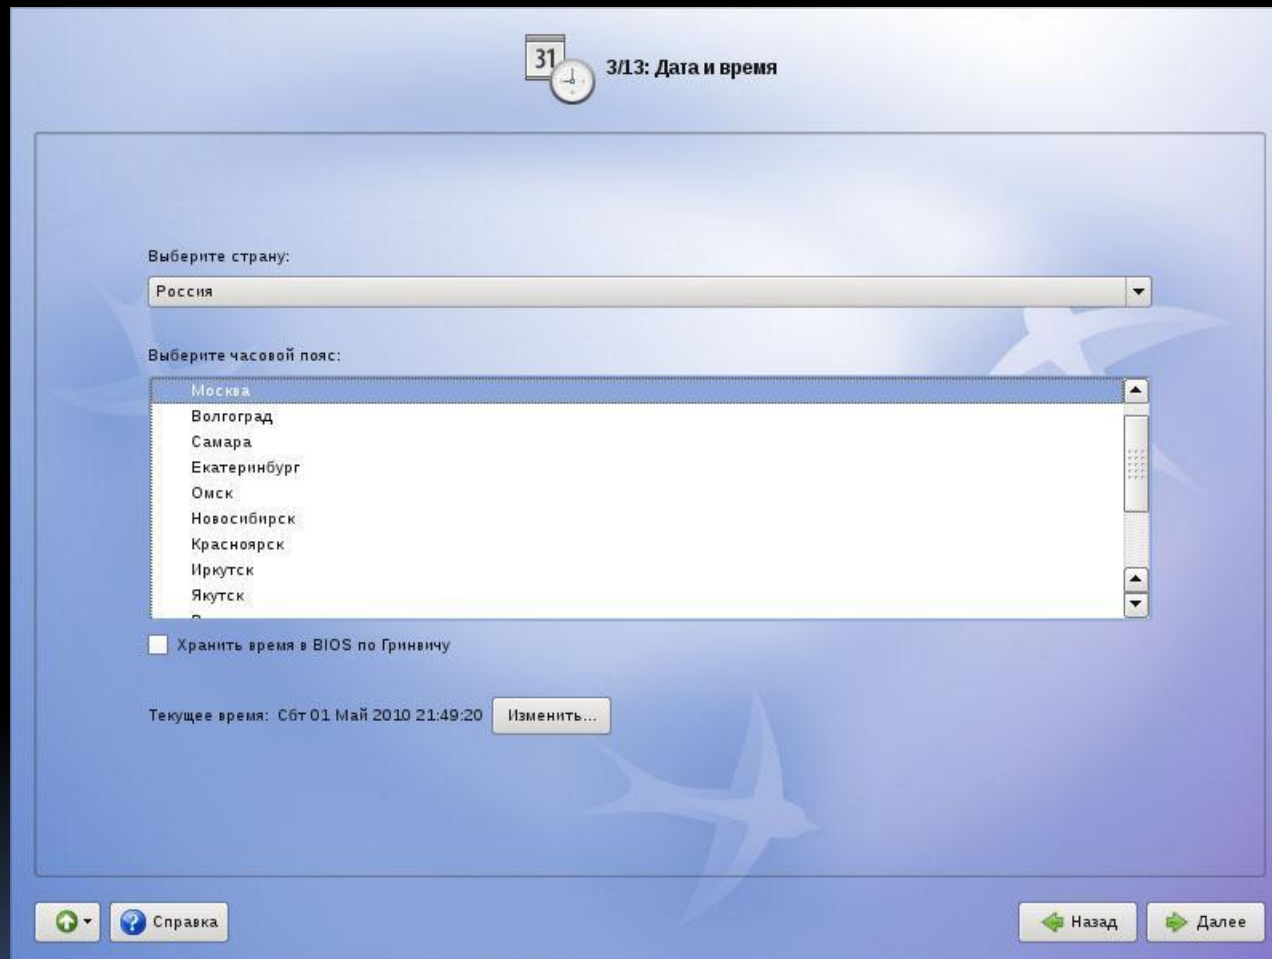 31
3/13: Дата и время
Выберите страну:
Россия
Выберите часовой пояс:
Москва
Волгоград
Самара
Екатеринбург
Омск
Новосибирск
Красноярск
Иркутск
Якутск
Хранить время в BIOS по Гринвичу
Текущее время: Сбт 01 Май 2010 21:49:20 Изменить...
Справка Назад Далее